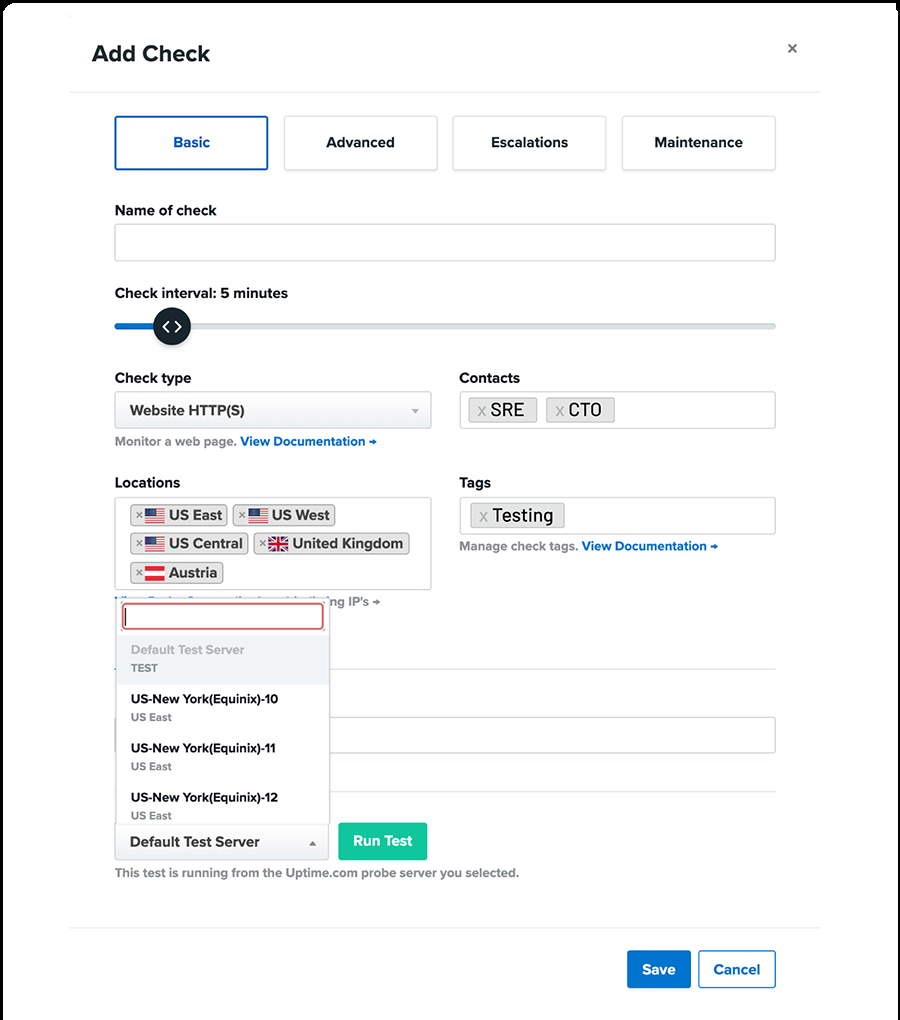 Add Check
×
Basic
Advanced
Escalations
Maintenance
Name of check
Check interval: 5 minutes
Check type
Contacts
Website HTTP(S)
x SRE x CTO
Monitor a web page. View Documentation →
Locations
Tags
× US East × US West
x Testing
× US Central × United Kingdom
× Austria
Manage check tags. View Documentation →
IP's →
Default Test Server
TEST
US-New York(Equinix)-10
US East
US-New York(Equinix)-11
US East
US-New York(Equinix)-12
US East
Default Test Server
Run Test
This test is running from the Uptime.com probe server you selected.
Save
Cancel